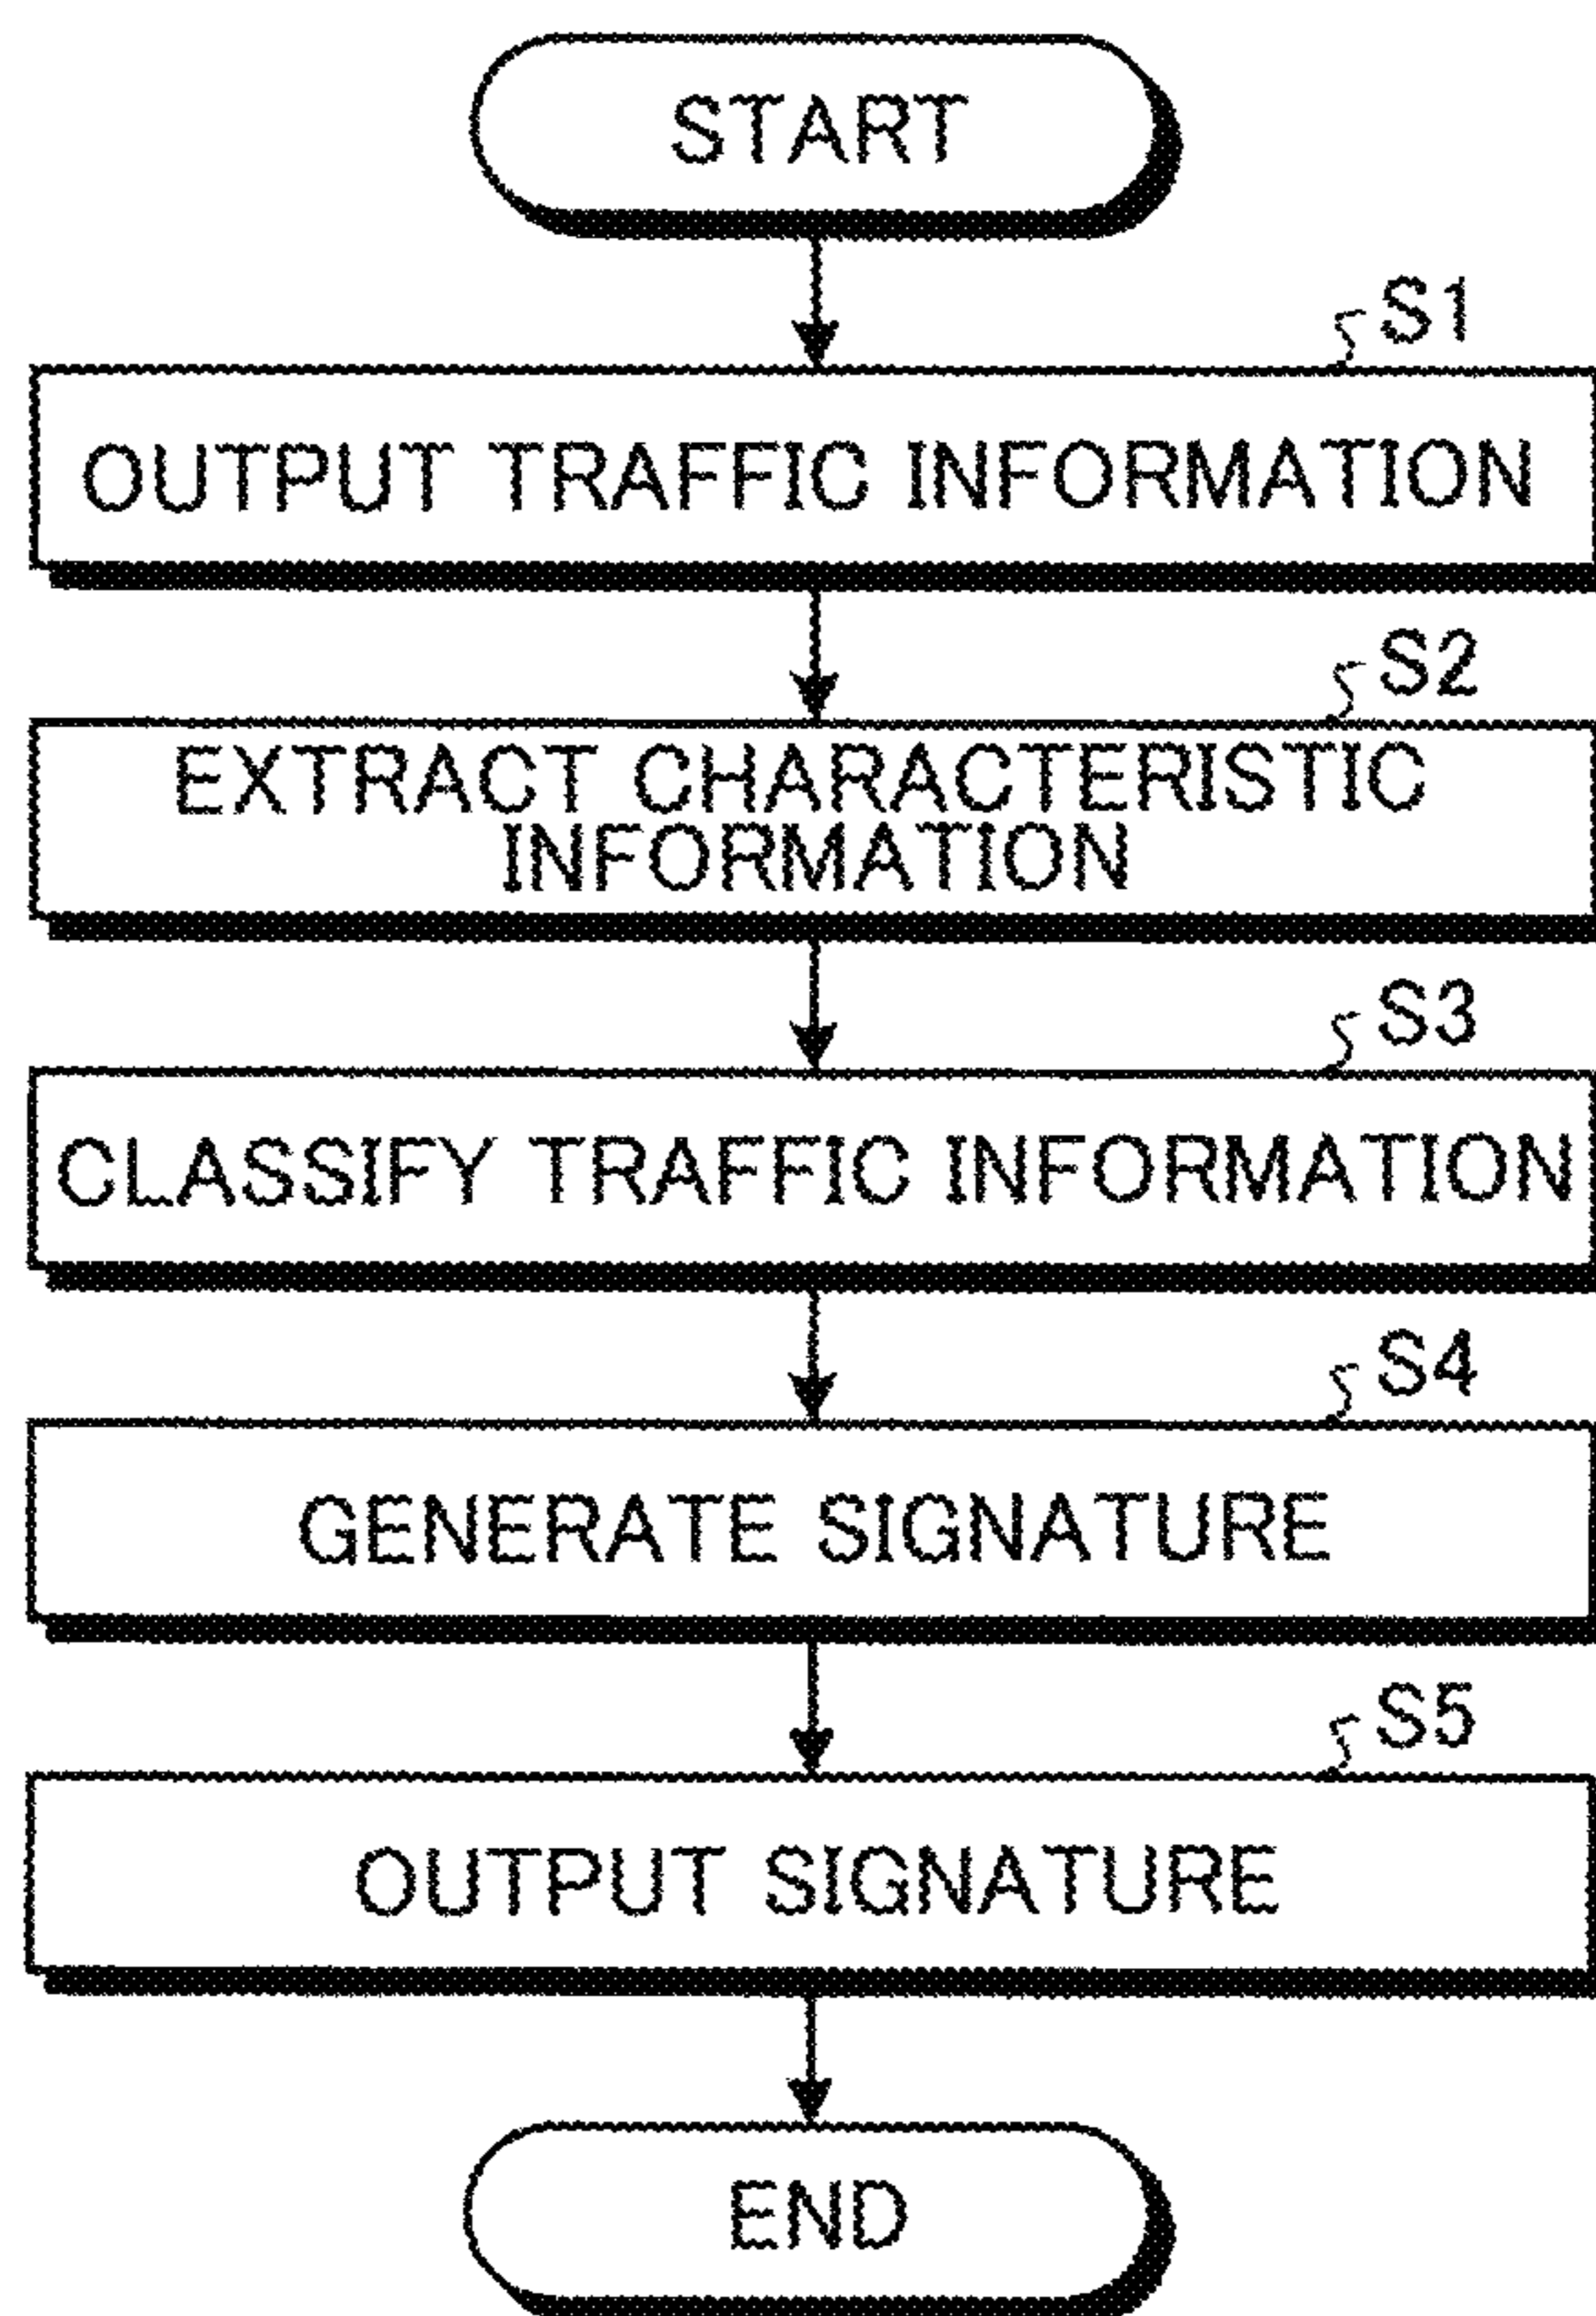 START
S1
OUTPUT TRAFFIC INFORMATION
S2
EXTRACT CHARACTERISTIC
INFORMATION
S3
CLASSIFY TRAFFIC INFORMATION
S4
GENERATE SIGNATURE
S5
OUTPUT SIGNATURE
END